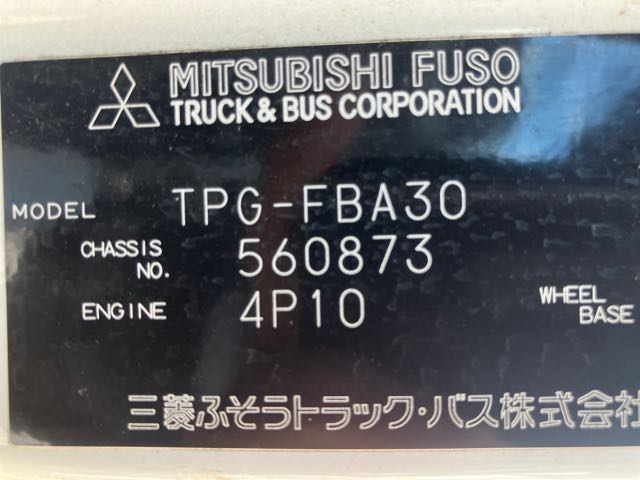 MITSUBISHI FUSO
TRUCK & BUS CORPORATION
MODEL TPG-FBA30
CHASSIS NO. 560873
ENGINE 4P10 WHEEL BASE
三菱ふそうトラック・バス株式会社